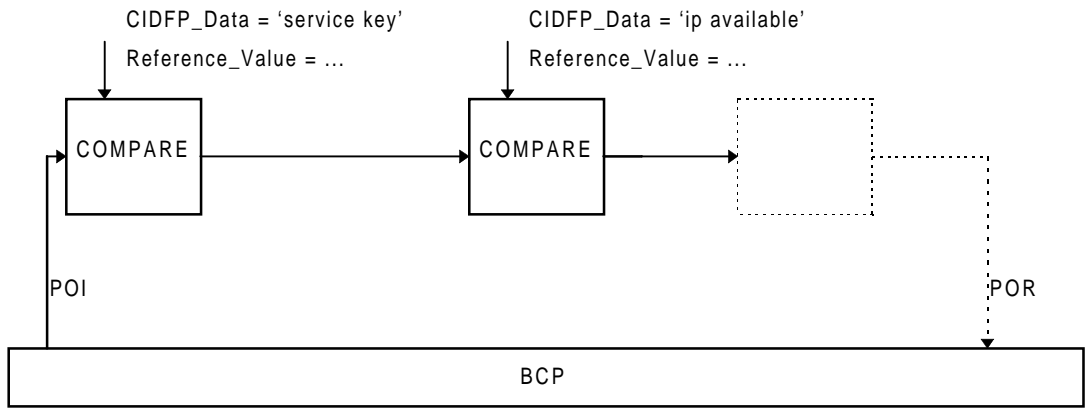 CIDFP_Data = ‘service key’
Reference_Value = ...
CIDFP_Data = ‘ip available’
Reference_Value = ...
COMPARE
COMPARE
POI
POR
BCP